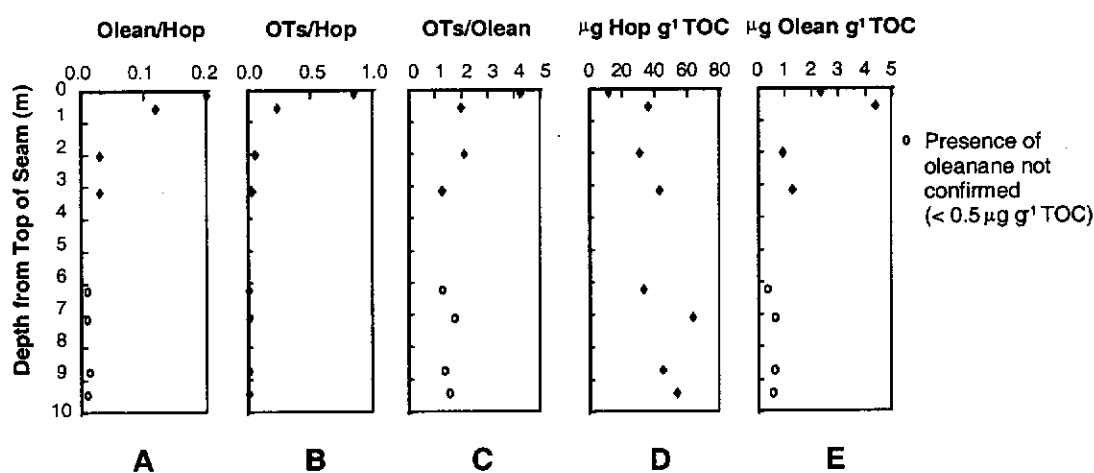 Olean/Hop OTs/Hop OTs/Olean µg Hop g¹ TOC µg Olean g¹ TOC
0.0 0.1 0.2 0.0 0.5 1.0 0 1 2 3 4 5 0 20 40 60 80 0 1 2 3 4 5
Depth from Top of Seam (m)
0
1
2
3
4
5
6
7
8
9
10
Presence of
oleanane not
confirmed
(< 0.5 µg g¹ TOC)
A B C D E